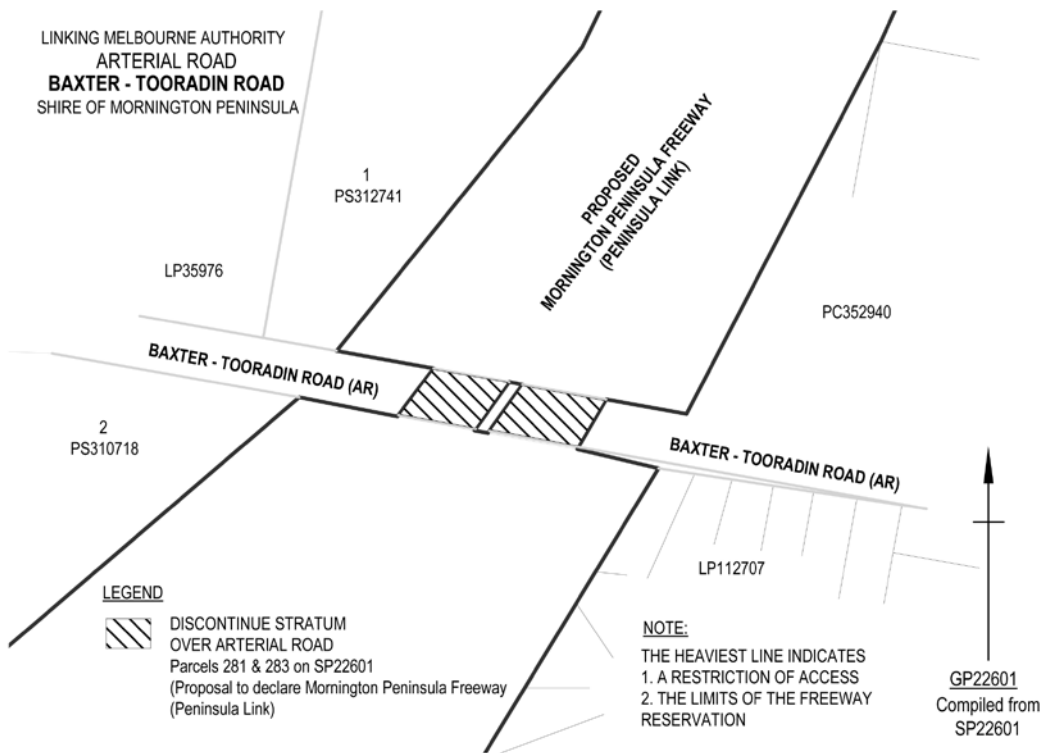 LINKING MELBOURNE AUTHORITY
ARTERIAL ROAD
BAXTER - TOORADIN ROAD
SHIRE OF MORNINGTON PENINSULA
1
PS312741
PROPOSED
MORNINGTON PENINSULA FREEWAY
(PENINSULA LINK)
LP35976
PC352940
BAXTER - TOORADIN ROAD (AR)
2
PS310718
BAXTER - TOORADIN ROAD (AR)
LP112707
LEGEND
DISCONTINUE STRATUM
OVER ARTERIAL ROAD
Parcels 281 & 283 on SP22601
(Proposal to declare Mornington Peninsula Freeway
(Peninsula Link)
NOTE:
THE HEAVIEST LINE INDICATES
1. A RESTRICTION OF ACCESS
2. THE LIMITS OF THE FREEWAY
RESERVATION
GP22601
Compiled from
SP22601